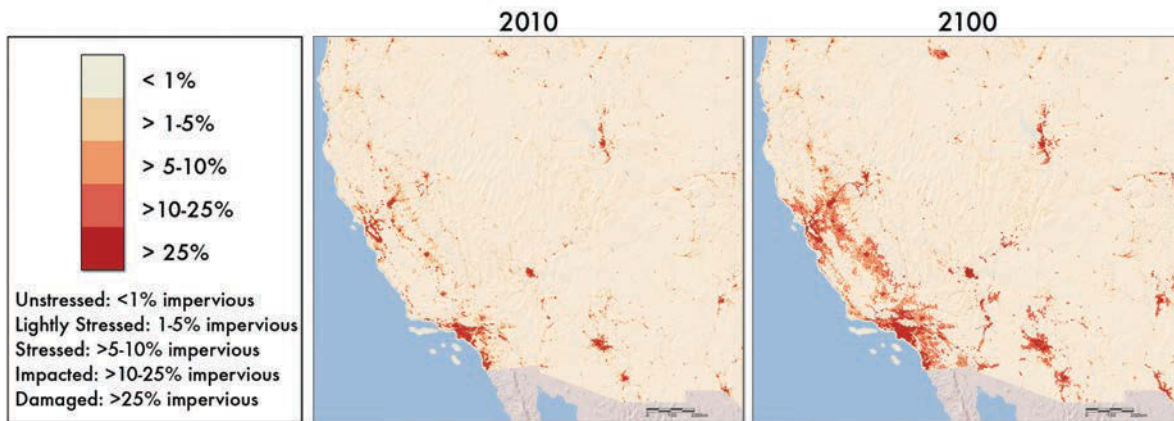 2010
2100
< 1%
> 1-5%
> 5-10%
>10-25%
> 25%
Unstressed: <1% impervious
Lightly Stressed: 1-5% impervious
Stressed: >5-10% impervious
Impacted: >10-25% impervious
Damaged: >25% impervious